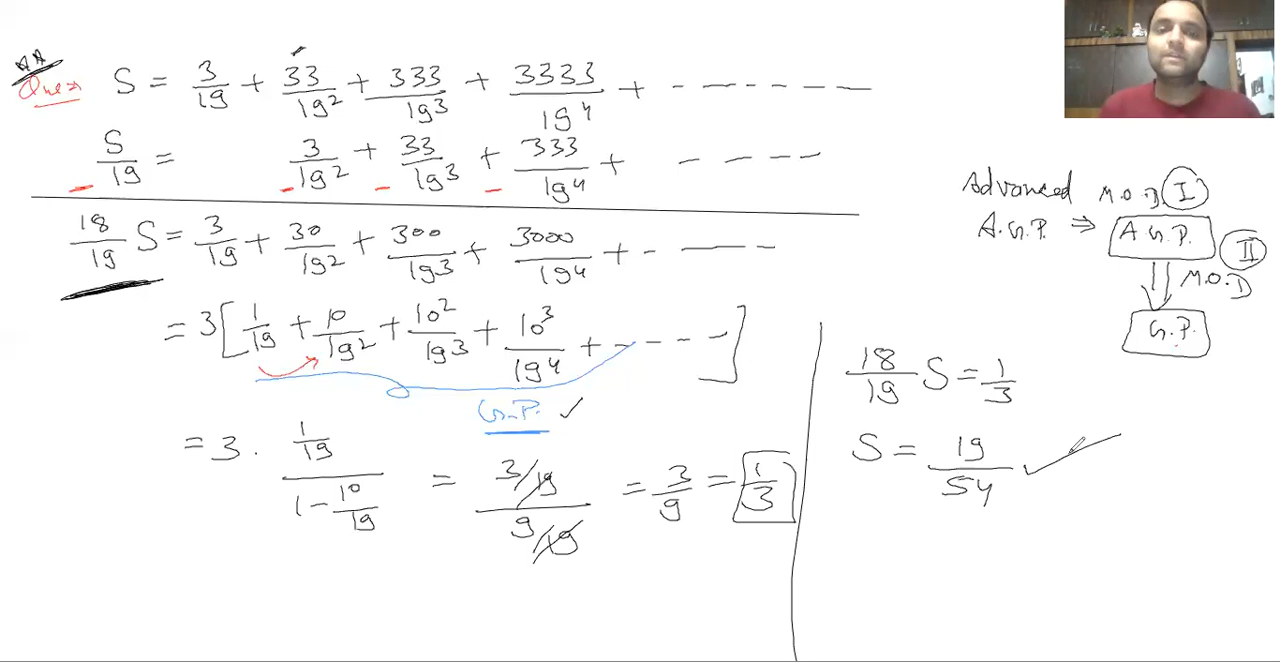 AA
Ques
S = 3/19 + 33/19² + 333/19³ + 3333/19⁴ + - - - - - -
S/19 = 3/19² + 33/19³ + 333/19⁴ + - - - -
18/19 S = 3/19 + 30/19² + 300/19³ + 3000/19⁴ + - - - -
= 3[1/19 + 10/19² + 10²/19³ + 10³/19⁴ + - - - -]
G.P. ✓
= 3 · (1/19)/(1 - 10/19) = (3/19)/(9/19) = 3/9 = 1/3
Advanced M.O.D. I
A.G.P. ⇒ A.G.P.
II
M.O.D
G.P.
18/19 S = 1/3
S = 19/54 ✓